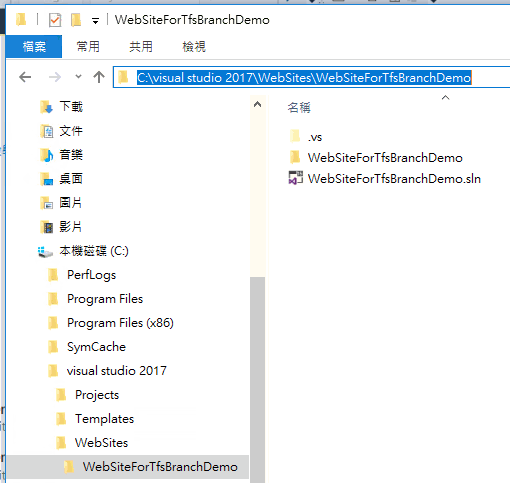 WebSiteForTfsBranchDemo
檔案 常用 共用 檢視
C:\visual studio 2017\WebSites\WebSiteForTfsBranchDemo
下載
文件
音樂
桌面
圖片
影片
本機磁碟 (C:)
PerfLogs
Program Files
Program Files (x86)
SymCache
visual studio 2017
Projects
Templates
WebSites
WebSiteForTfsBranchDemo
名稱
.vs
WebSiteForTfsBranchDemo
WebSiteForTfsBranchDemo.sln